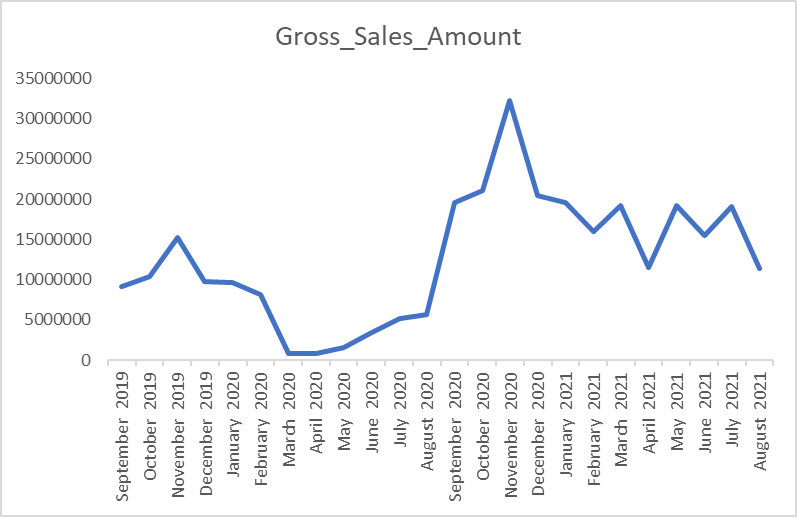 Gross_Sales_Amount
35000000
30000000
25000000
20000000
15000000
10000000
5000000
0
September 2019
October 2019
November 2019
December 2019
January 2020
February 2020
March 2020
April 2020
May 2020
June 2020
July 2020
August 2020
September 2020
October 2020
November 2020
December 2020
January 2021
February 2021
March 2021
April 2021
May 2021
June 2021
July 2021
August 2021